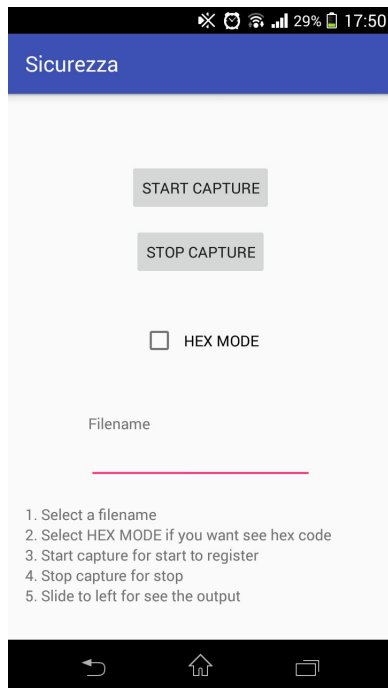 29% 17:50
Sicurezza
START CAPTURE
STOP CAPTURE
HEX MODE
Filename
1. Select a filename
2. Select HEX MODE if you want see hex code
3. Start capture for start to register
4. Stop capture for stop
5. Slide to left for see the output